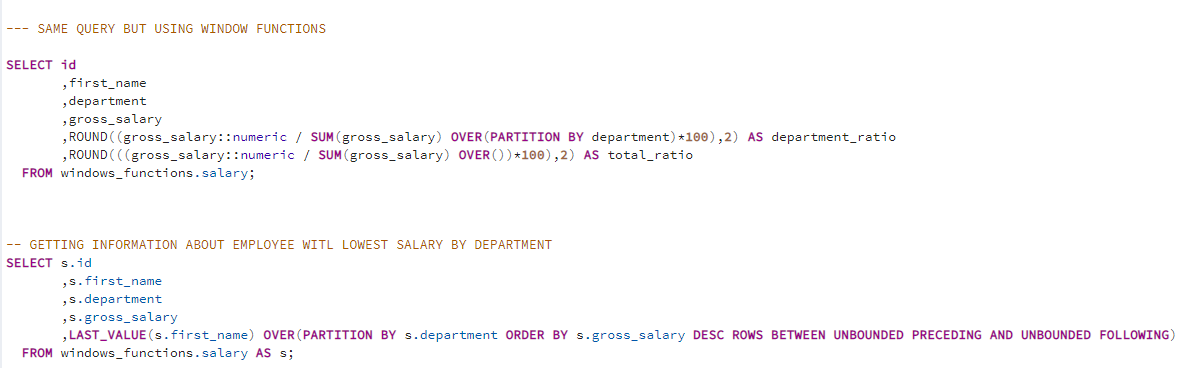 --- SAME QUERY BUT USING WINDOW FUNCTIONS
SELECT id
,first_name
,department
,gross_salary
,ROUND((gross_salary::numeric / SUM(gross_salary) OVER(PARTITION BY department)*100),2) AS department_ratio
,ROUND(((gross_salary::numeric / SUM(gross_salary) OVER())*100),2) AS total_ratio
FROM windows_functions.salary;
-- GETTING INFORMATION ABOUT EMPLOYEE WITL LOWEST SALARY BY DEPARTMENT
SELECT s.id
,s.first_name
,s.department
,s.gross_salary
,LAST_VALUE(s.first_name) OVER(PARTITION BY s.department ORDER BY s.gross_salary DESC ROWS BETWEEN UNBOUNDED PRECEDING AND UNBOUNDED FOLLOWING)
FROM windows_functions.salary AS s;